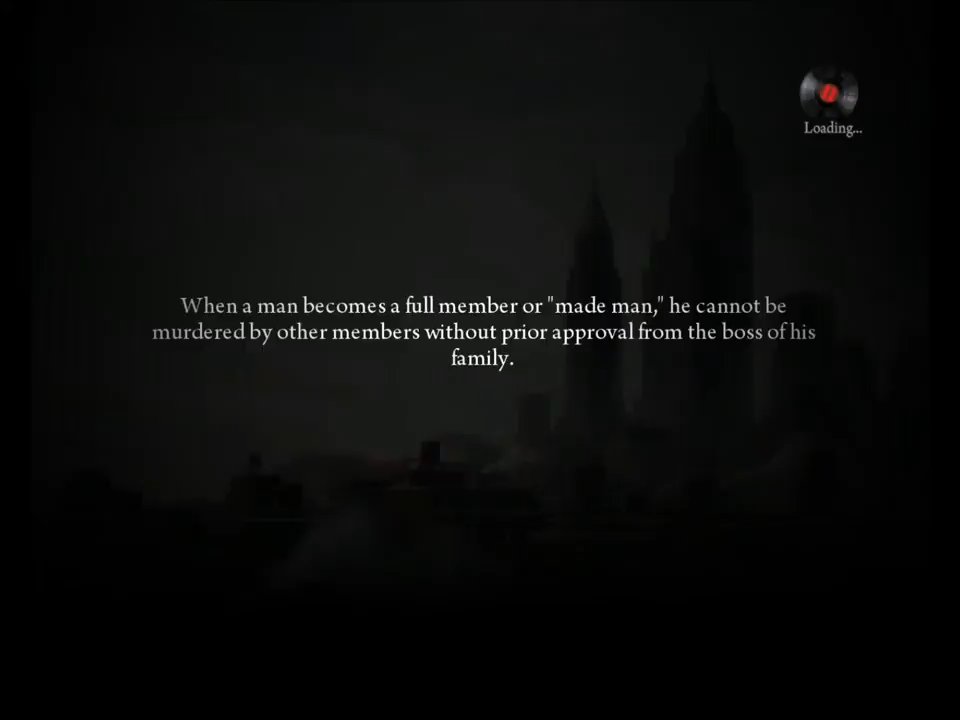 Loading...
When a man becomes a full member or "made man," he cannot be
murdered by other members without prior approval from the boss of his
family.